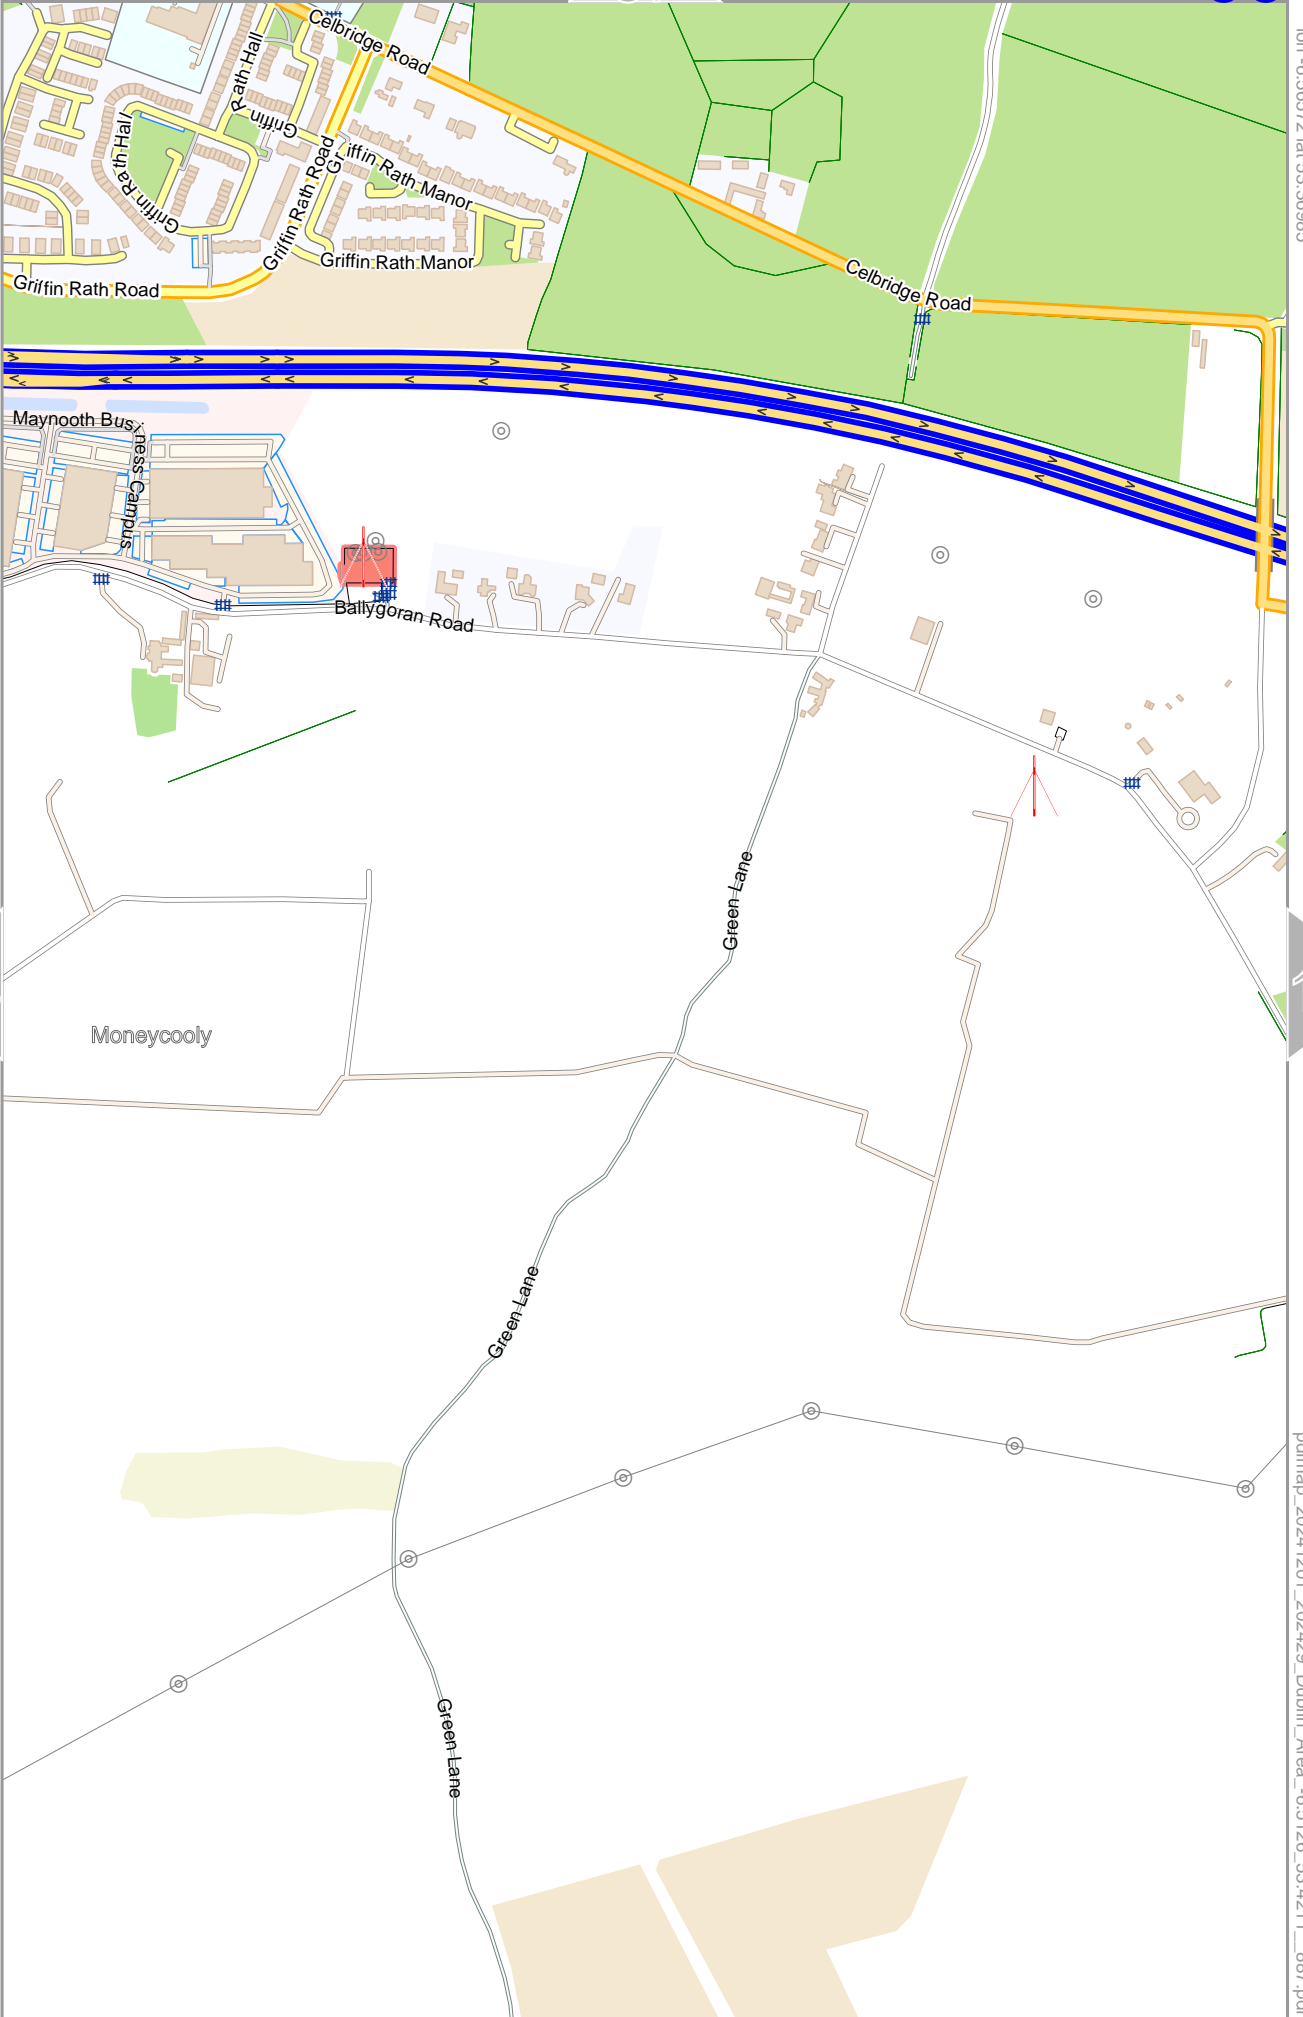 Celbridge Road
Rath Hall
Griffin
Griffin Rath Hall
Griffin Rath Road
Griffin Rath Manor
Griffin Rath Manor
Griffin Rath Road
Celbridge Road
Maynooth Business Campus
Ballygoran Road
Green Lane
Moneycooly
Green Lane
Green Lane